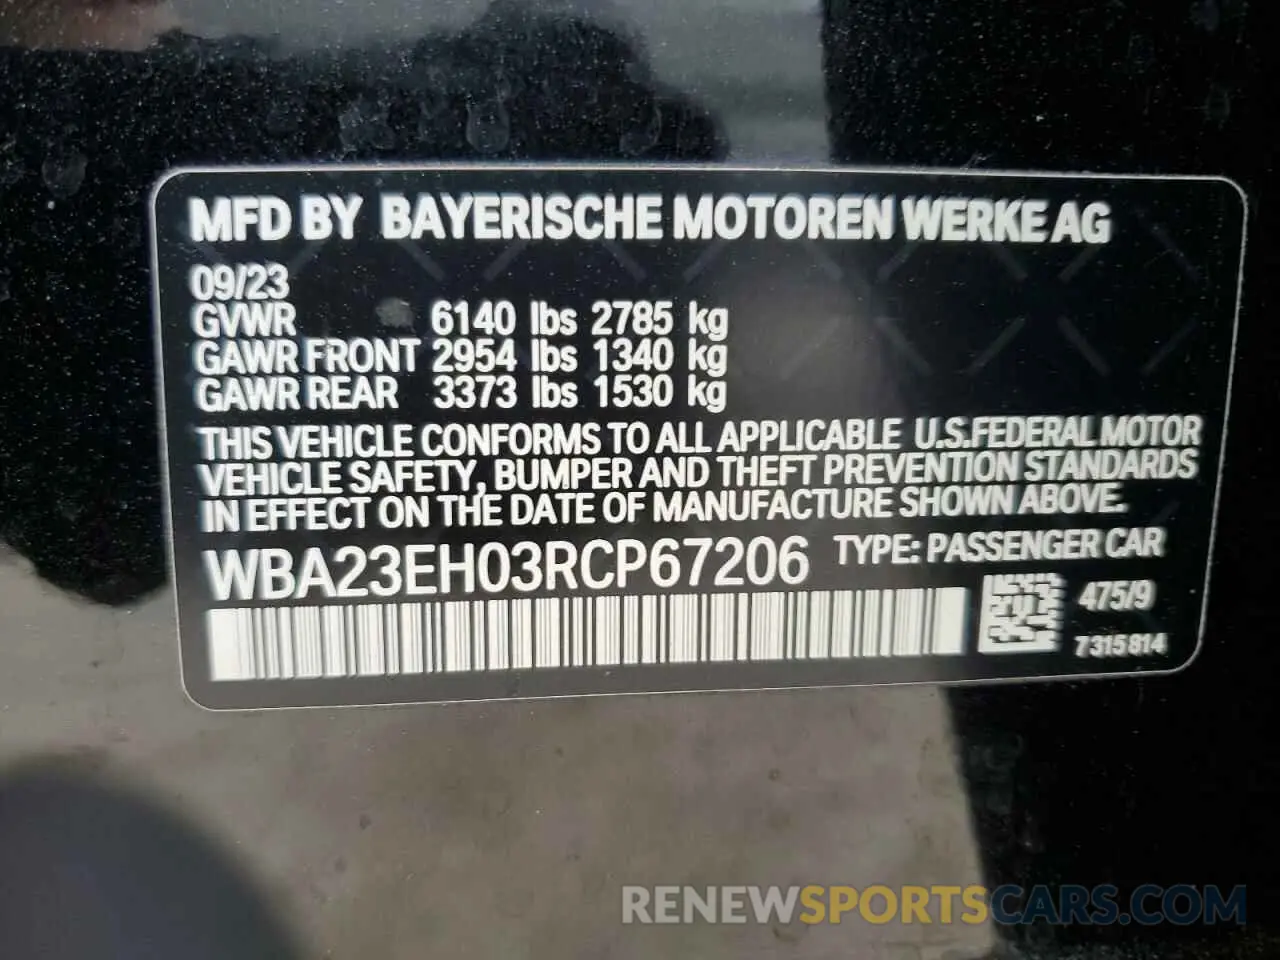 MFD BY BAYERISCHE MOTOREN WERKE AG
09/23
GVWR 6140 lbs 2785 kg
GAWR FRONT 2954 lbs 1340 kg
GAWR REAR 3373 lbs 1530 kg
THIS VEHICLE CONFORMS TO ALL APPLICABLE U.S.FEDERAL MOTOR
VEHICLE SAFETY, BUMPER AND THEFT PREVENTION STANDARDS
IN EFFECT ON THE DATE OF MANUFACTURE SHOWN ABOVE.
WBA23EH03RCP67206 TYPE: PASSENGER CAR
475/9
7315814
RENEWSPORTSCARS.COM